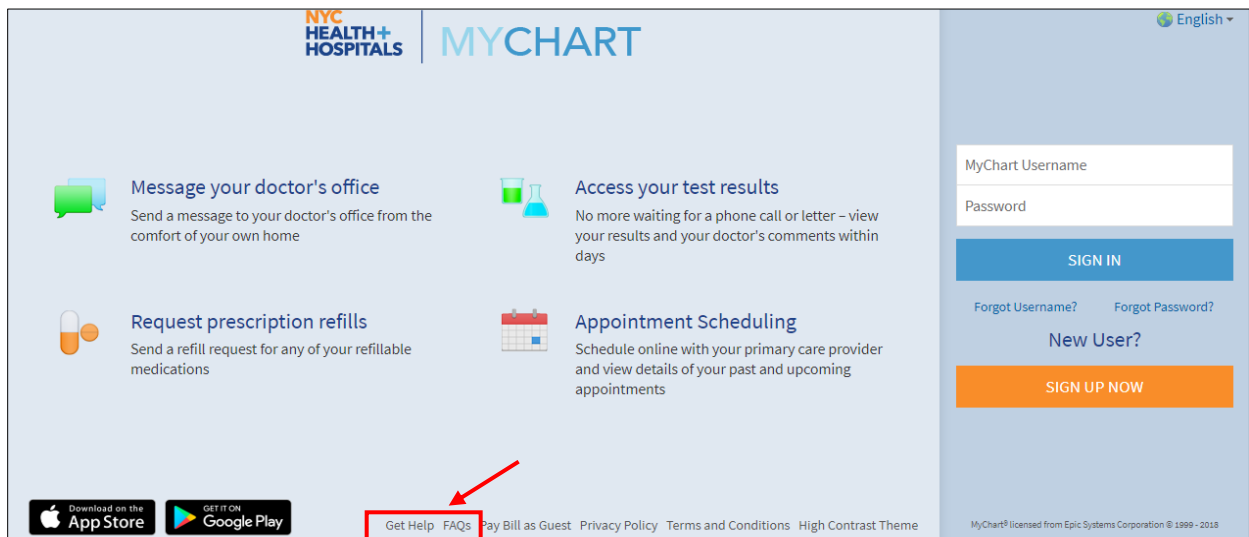 NYC
HEALTH+
HOSPITALS
MYCHART
English
Message your doctor's office
Send a message to your doctor's office from the
comfort of your own home
Access your test results
No more waiting for a phone call or letter – view
your results and your doctor's comments within
days
Request prescription refills
Send a refill request for any of your refillable
medications
Appointment Scheduling
Schedule online with your primary care provider
and view details of your past and upcoming
appointments
MyChart Username
Password
SIGN IN
Forgot Username? Forgot Password?
New User?
SIGN UP NOW
Download on the
App Store
GET IT ON
Google Play
Get Help FAQs Pay Bill as Guest Privacy Policy Terms and Conditions High Contrast Theme
MyChart® licensed from Epic Systems Corporation © 1999 - 2018